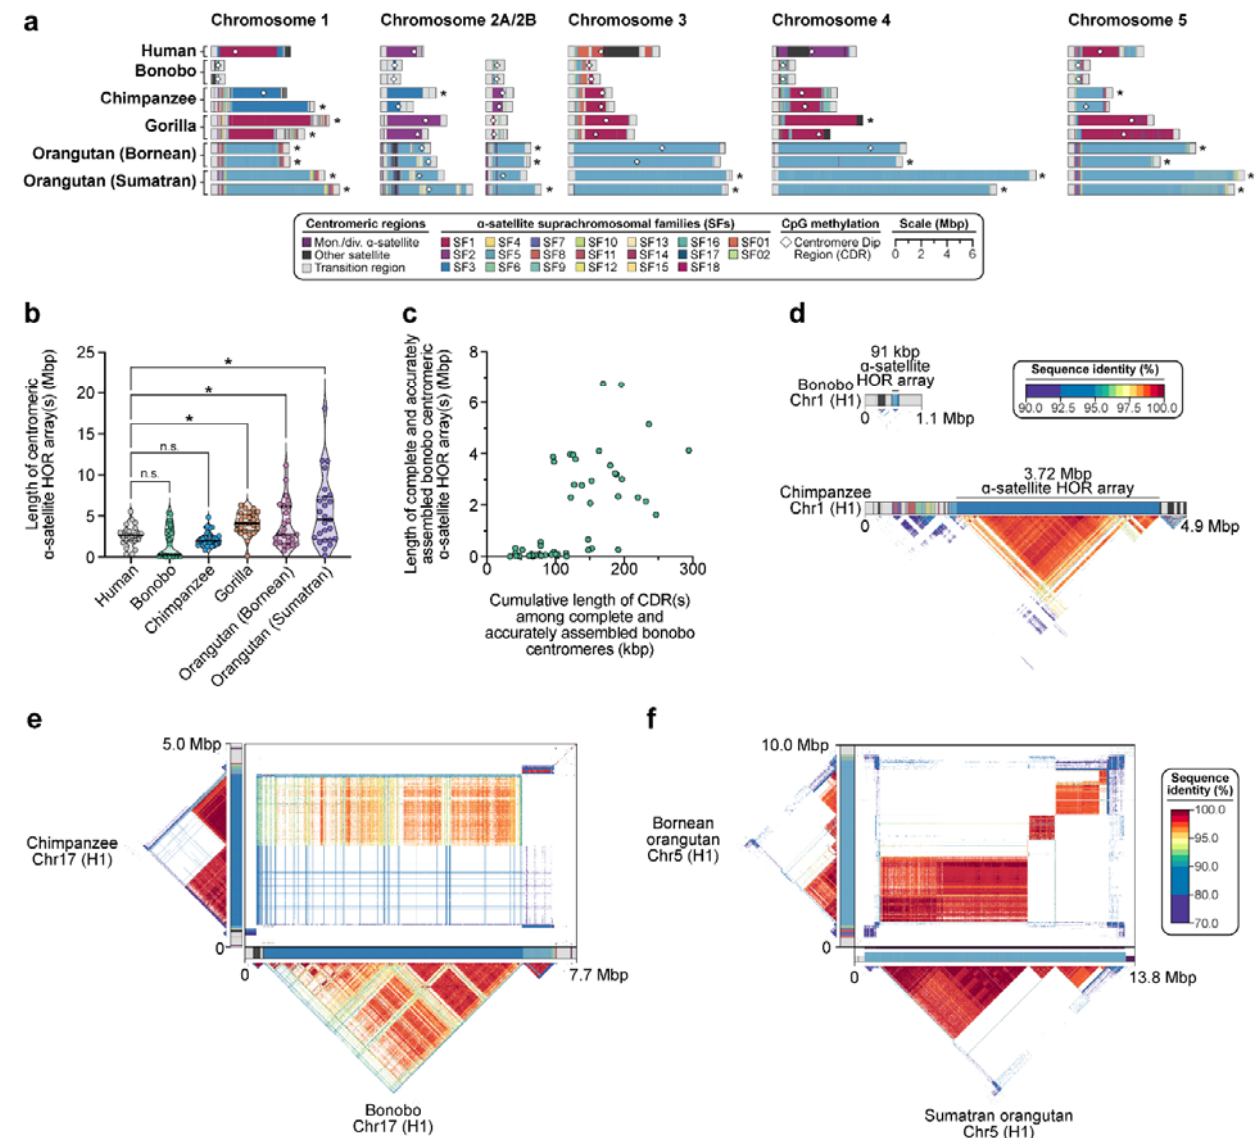 a
Chromosome 1
Chromosome 2A/2B
Chromosome 3
Chromosome 4
Chromosome 5
Human
Bonobo
Chimpanzee
*
*
*
Gorilla
*
*
*
Orangutan (Bornean)
*
*
*
*
*
*
*
*
Orangutan (Sumatran)
*
*
*
*
*
*
*
*
*
Centromeric regions
Mon./div. α-satellite
Other satellite
Transition region
α-satellite suprachromosomal families (SFs)
SF1 SF4 SF7 SF10 SF13 SF16 SF01
SF2 SF5 SF8 SF11 SF14 SF17 SF02
SF3 SF6 SF9 SF12 SF15 SF18
CpG methylation
Centromere Dip
Region (CDR)
Scale (Mbp)
0 2 4 6
b
Length of centromeric
α-satellite HOR array(s) (Mbp)
25
20
15
10
5
0
*
*
*
n.s.
n.s.
Human
Bonobo
Chimpanzee
Gorilla
Orangutan (Bornean)
Orangutan (Sumatran)
c
Length of complete and accurately
assembled bonobo centromeric
α-satellite HOR array(s) (Mbp)
8
6
4
2
0
0 100 200 300
Cumulative length of CDR(s)
among complete and
accurately assembled bonobo
centromeres (kbp)
d
91 kbp
α-satellite
HOR array
Bonobo
Chr1 (H1)
0
1.1 Mbp
Sequence identity (%)
90.0 92.5 95.0 97.5 100.0
3.72 Mbp
α-satellite HOR array
Chimpanzee
Chr1 (H1)
0
4.9 Mbp
e
5.0 Mbp
Chimpanzee
Chr17 (H1)
0
0
7.7 Mbp
Bonobo
Chr17 (H1)
f
10.0 Mbp
Bornean
orangutan
Chr5 (H1)
0
0
13.8 Mbp
Sumatran orangutan
Chr5 (H1)
Sequence
identity (%)
100.0
95.0
90.0
80.0
70.0